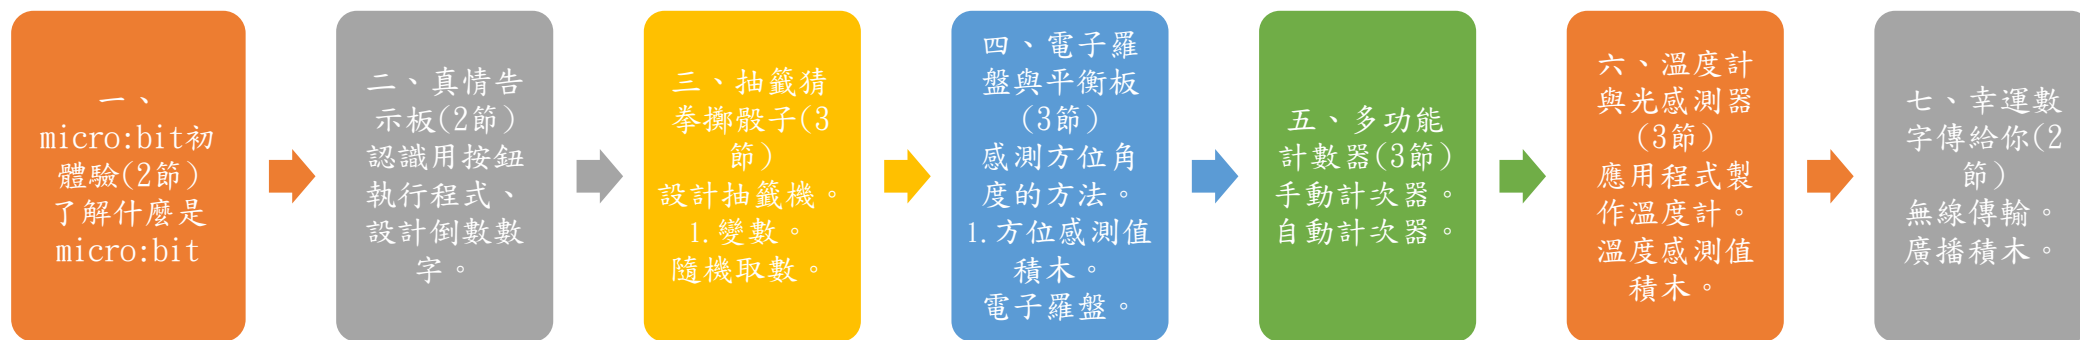 一、
micro:bit初
體驗(2節)
了解什麼是
micro:bit
二、真情告
示板(2節)
認識用按鈕
執行程式、
設計倒數數
字。
三、抽籤猜
拳擲骰子(3
節)
設計抽籤機。
1.變數。
隨機取數。
四、電子羅
盤與平衡板
(3節)
感測方位角
度的方法。
1.方位感測值
積木。
電子羅盤。
五、多功能
計數器(3節)
手動計次器。
自動計次器。
六、溫度計
與光感測器
(3節)
應用程式製
作溫度計。
溫度感測值
積木。
七、幸運數
字傳給你(2
節)
無線傳輸。
廣播積木。